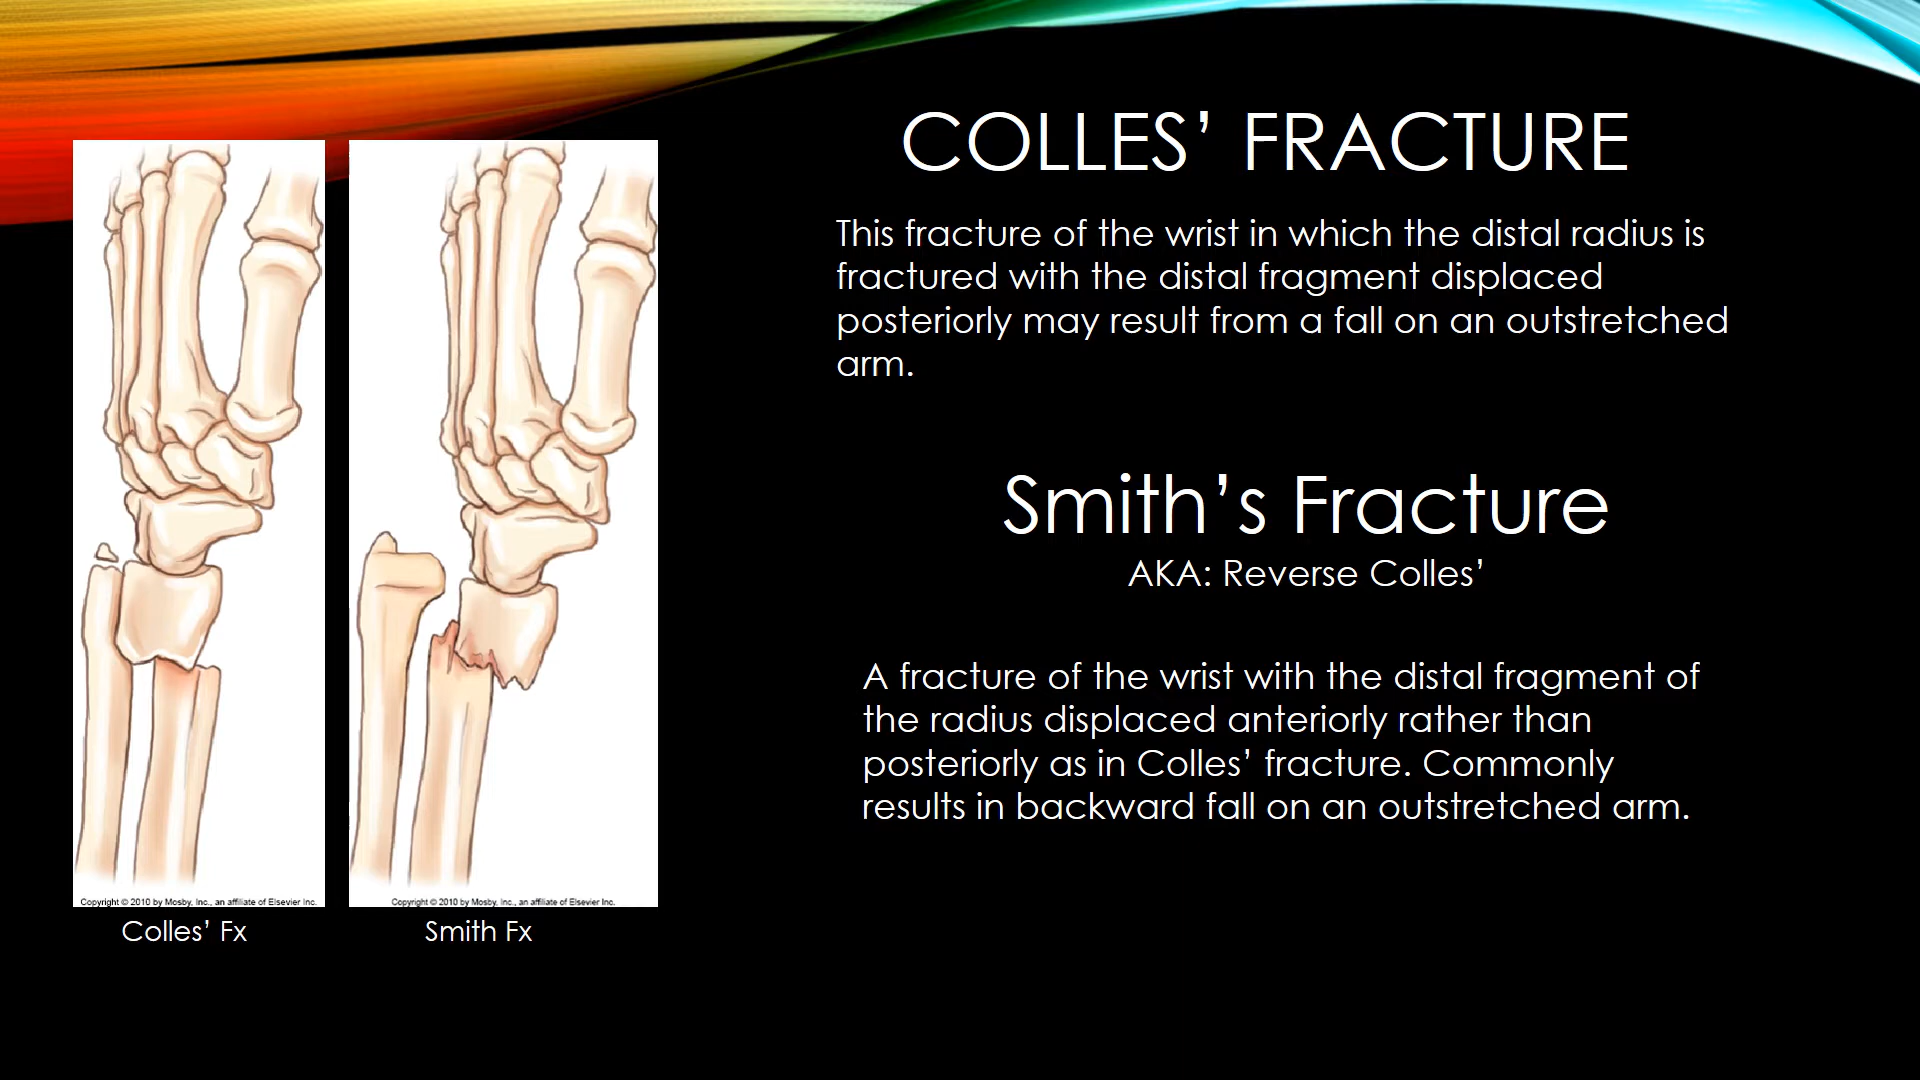 COLLES’ FRACTURE
This fracture of the wrist in which the distal radius is
fractured with the distal fragment displaced
posteriorly may result from a fall on an outstretched
arm.
Smith’s Fracture
AKA: Reverse Colles’
A fracture of the wrist with the distal fragment of
the radius displaced anteriorly rather than
posteriorly as in Colles’ fracture. Commonly
results in backward fall on an outstretched arm.
Copyright © 2010 by Mosby, Inc., an affiliate of Elsevier Inc.
Colles’ Fx
Copyright © 2010 by Mosby, Inc., an affiliate of Elsevier Inc.
Smith Fx